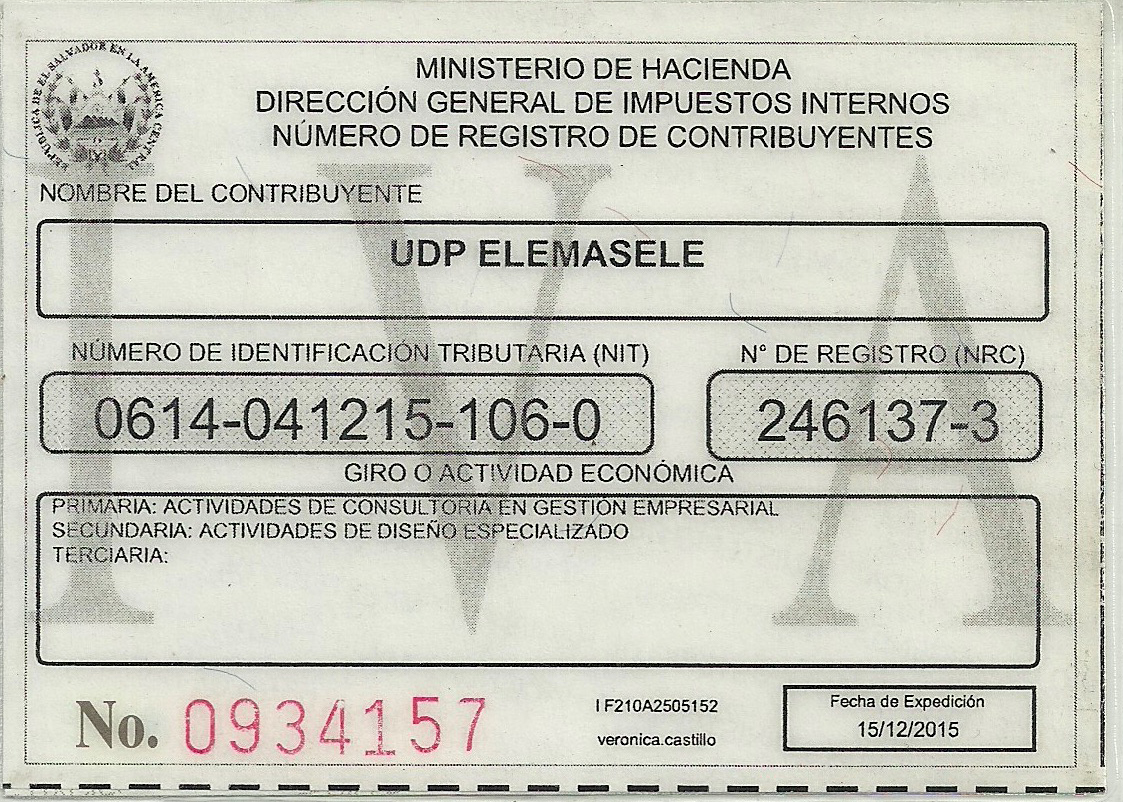 REPUBLICA DE EL SALVADOR EN LA AMERICA CENTRAL
MINISTERIO DE HACIENDA
DIRECCIÓN GENERAL DE IMPUESTOS INTERNOS
NÚMERO DE REGISTRO DE CONTRIBUYENTES
IVA
NOMBRE DEL CONTRIBUYENTE
UDP ELEMASELE
NÚMERO DE IDENTIFICACIÓN TRIBUTARIA (NIT) N° DE REGISTRO (NRC)
0614-041215-106-0 246137-3
GIRO O ACTIVIDAD ECONÓMICA
PRIMARIA: ACTIVIDADES DE CONSULTORIA EN GESTIÓN EMPRESARIAL
SECUNDARIA: ACTIVIDADES DE DISEÑO ESPECIALIZADO
TERCIARIA:
No. 0934157
I F210A2505152
veronica.castillo
Fecha de Expedición
15/12/2015